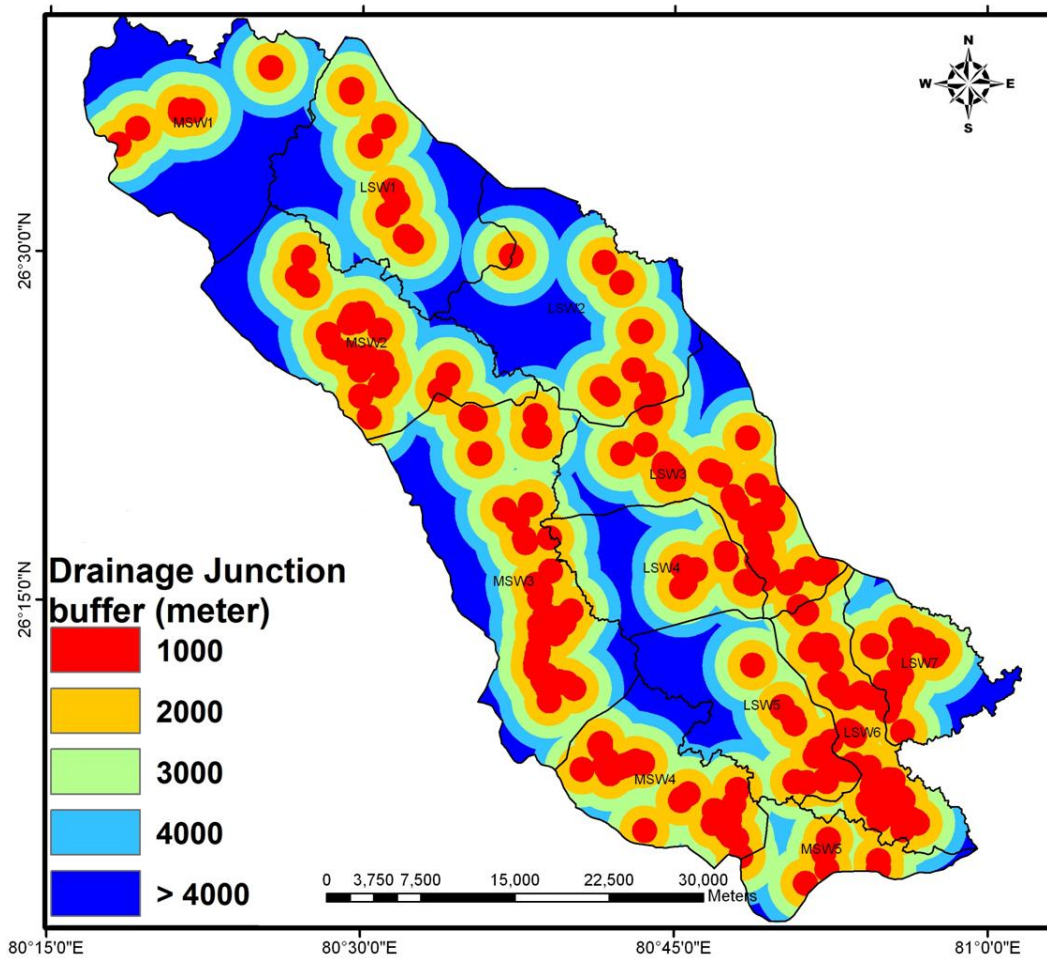 N
W E
S
MSW1
LSW1
26°30'0"N
LSW2
MSW2
LSW3
LSW4
MSW3
26°15'0"N
LSW7
LSW5
LSW6
MSW4
MSW5
Drainage Junction
buffer (meter)
1000
2000
3000
4000
> 4000
0 3,750 7,500 15,000 22,500 30,000
Meters
80°15'0"E 80°30'0"E 80°45'0"E 81°0'0"E